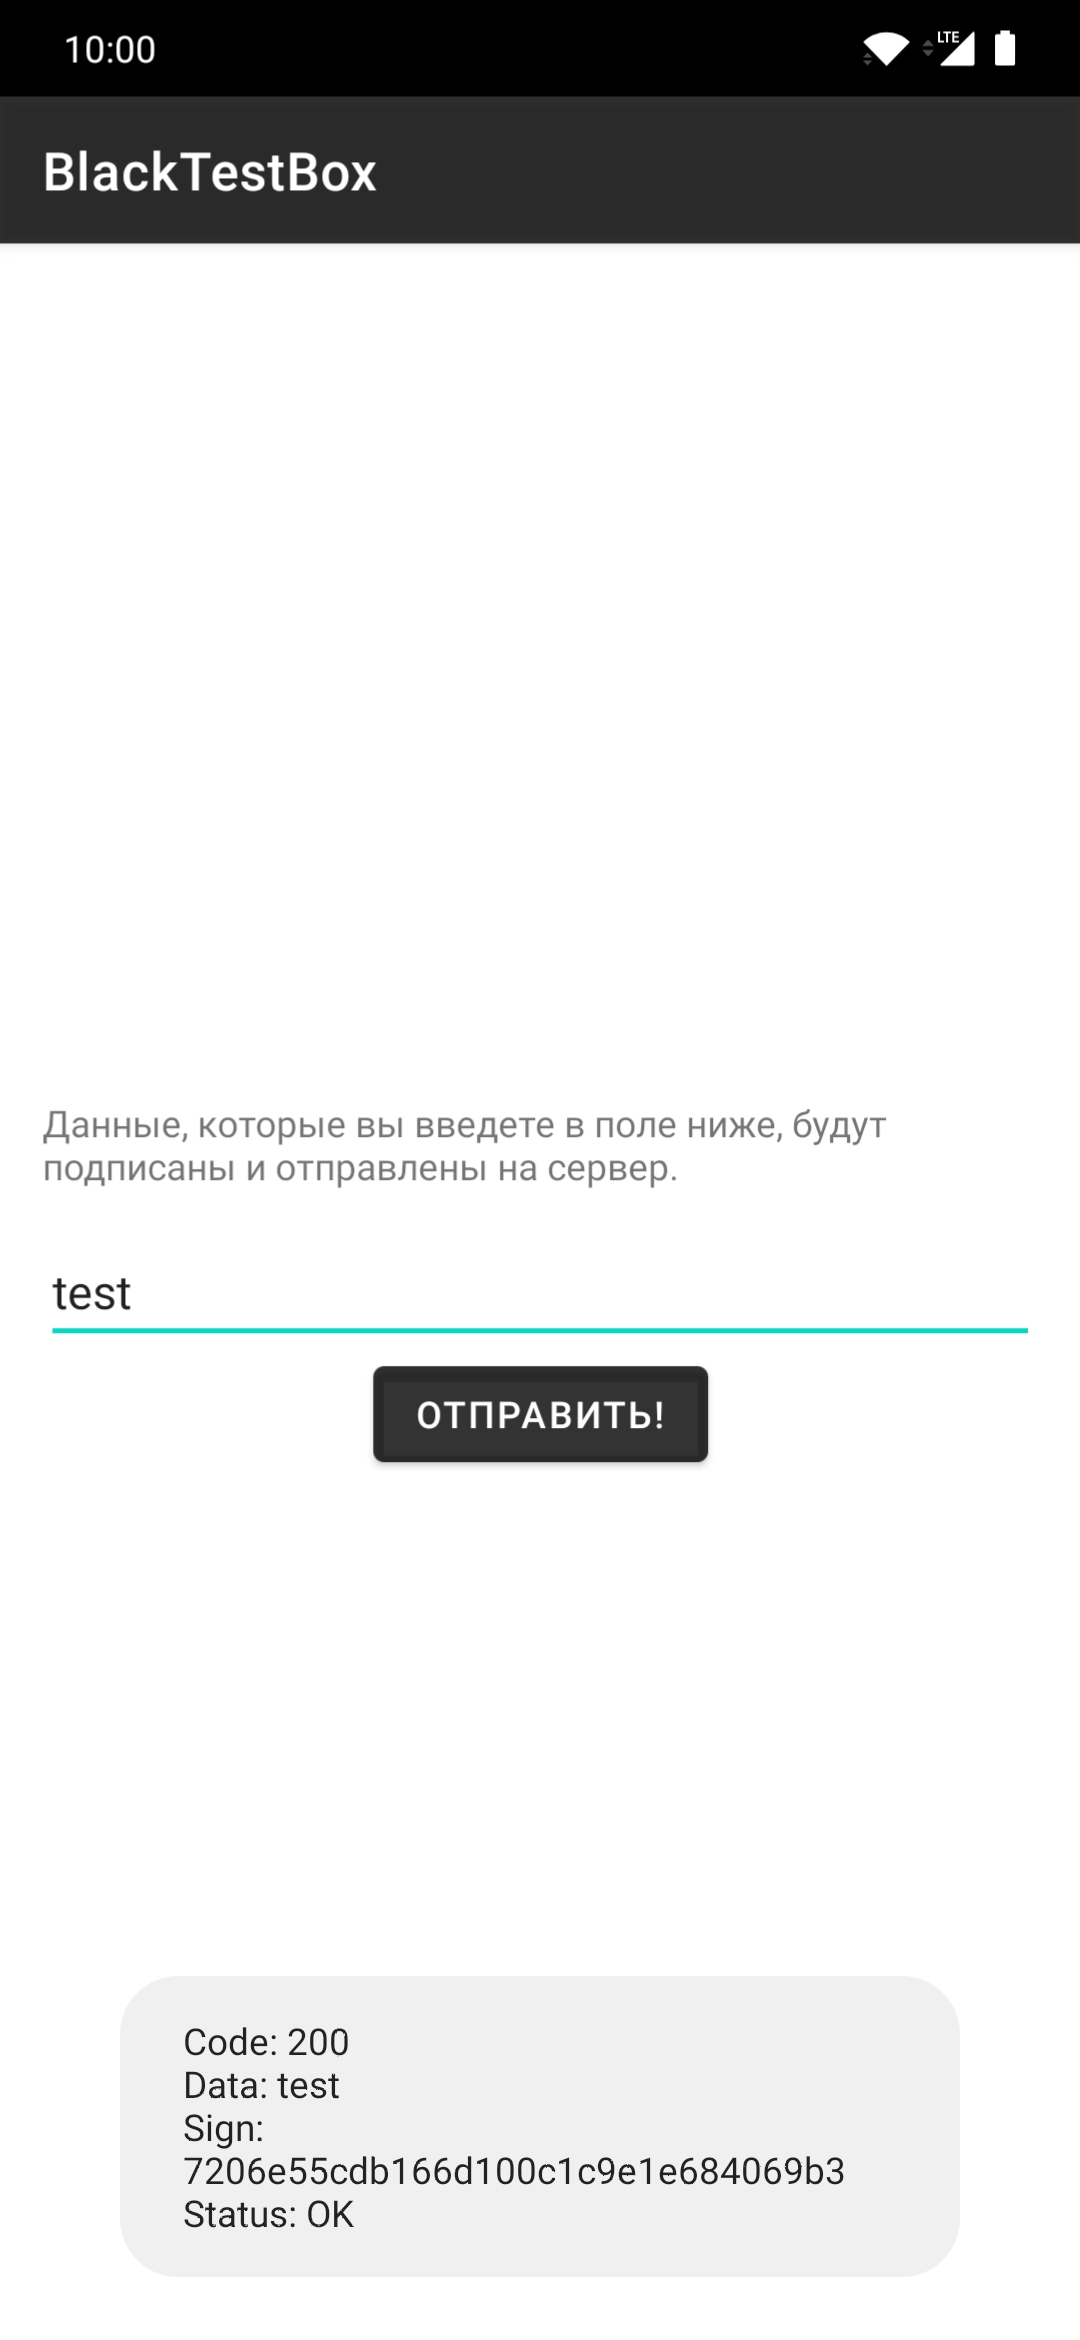 10:00
LTE
BlackTestBox
Данные, которые вы введете в поле ниже, будут
подписаны и отправлены на сервер.
test
ОТПРАВИТЬ!
Code: 200
Data: test
Sign:
7206e55cdb166d100c1c9e1e684069b3
Status: OK